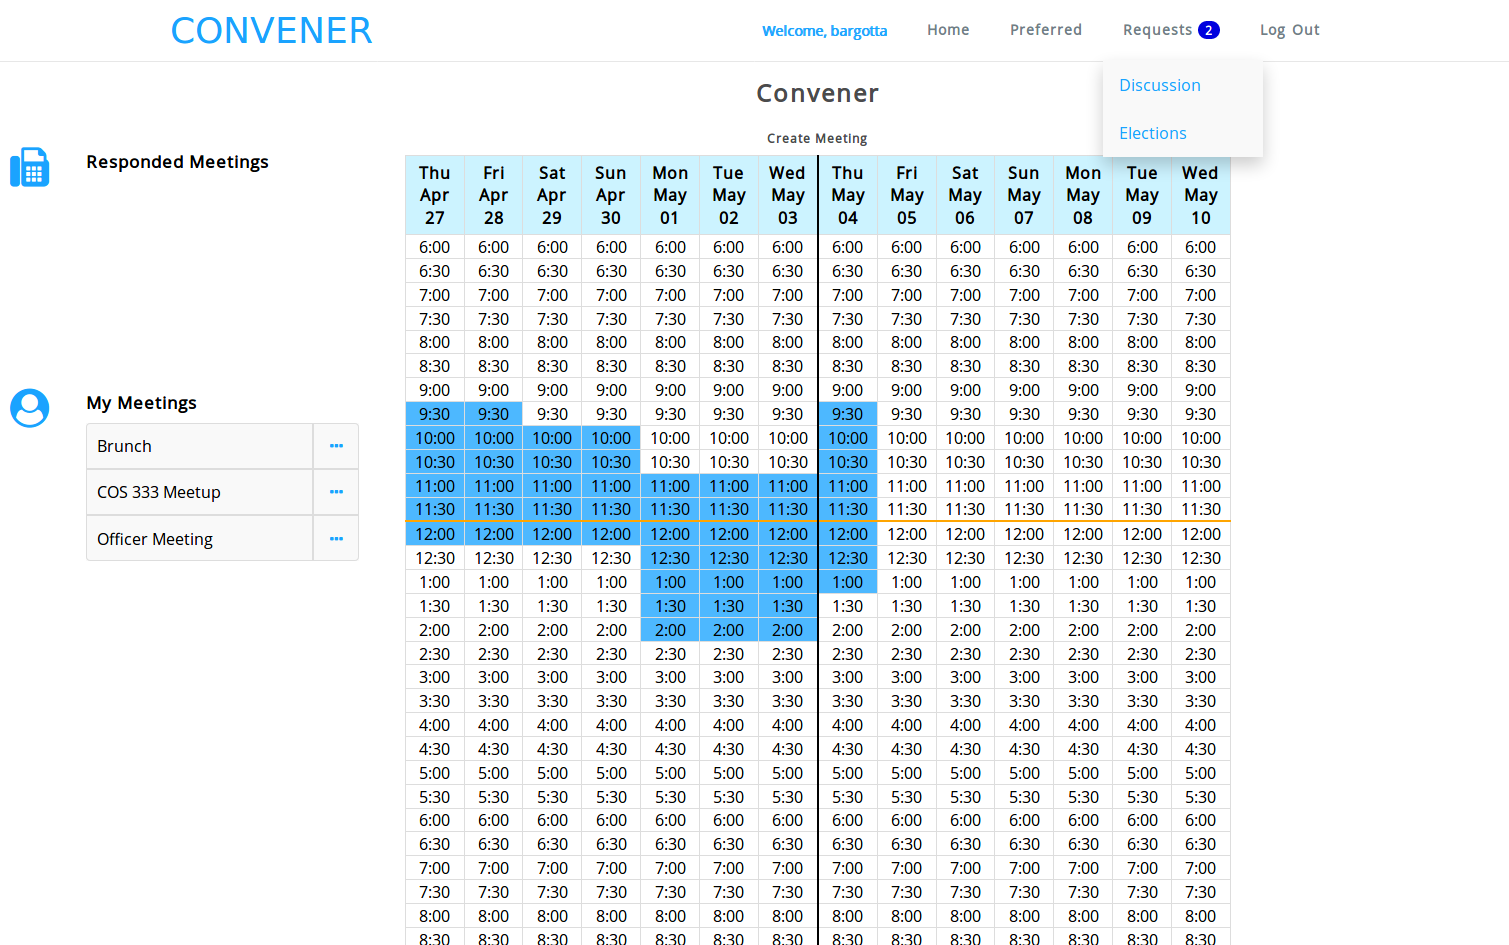 CONVENER
Welcome, bargotta Home Preferred Requests 2 Log Out
Discussion
Elections
Convener
Create Meeting
Responded Meetings
My Meetings
Brunch
COS 333 Meetup
Officer Meeting
Thu Fri Sat Sun Mon Tue Wed Thu Fri Sat Sun Mon Tue Wed
Apr Apr Apr Apr May May May May May May May May May May
27 28 29 30 01 02 03 04 05 06 07 08 09 10
6:00 6:00 6:00 6:00 6:00 6:00 6:00 6:00 6:00 6:00 6:00 6:00 6:00 6:00
6:30 6:30 6:30 6:30 6:30 6:30 6:30 6:30 6:30 6:30 6:30 6:30 6:30 6:30
7:00 7:00 7:00 7:00 7:00 7:00 7:00 7:00 7:00 7:00 7:00 7:00 7:00 7:00
7:30 7:30 7:30 7:30 7:30 7:30 7:30 7:30 7:30 7:30 7:30 7:30 7:30 7:30
8:00 8:00 8:00 8:00 8:00 8:00 8:00 8:00 8:00 8:00 8:00 8:00 8:00 8:00
8:30 8:30 8:30 8:30 8:30 8:30 8:30 8:30 8:30 8:30 8:30 8:30 8:30 8:30
9:00 9:00 9:00 9:00 9:00 9:00 9:00 9:00 9:00 9:00 9:00 9:00 9:00 9:00
9:30 9:30 9:30 9:30 9:30 9:30 9:30 9:30 9:30 9:30 9:30 9:30 9:30 9:30
10:00 10:00 10:00 10:00 10:00 10:00 10:00 10:00 10:00 10:00 10:00 10:00 10:00 10:00
10:30 10:30 10:30 10:30 10:30 10:30 10:30 10:30 10:30 10:30 10:30 10:30 10:30 10:30
11:00 11:00 11:00 11:00 11:00 11:00 11:00 11:00 11:00 11:00 11:00 11:00 11:00 11:00
11:30 11:30 11:30 11:30 11:30 11:30 11:30 11:30 11:30 11:30 11:30 11:30 11:30 11:30
12:00 12:00 12:00 12:00 12:00 12:00 12:00 12:00 12:00 12:00 12:00 12:00 12:00 12:00
12:30 12:30 12:30 12:30 12:30 12:30 12:30 12:30 12:30 12:30 12:30 12:30 12:30 12:30
1:00 1:00 1:00 1:00 1:00 1:00 1:00 1:00 1:00 1:00 1:00 1:00 1:00 1:00
1:30 1:30 1:30 1:30 1:30 1:30 1:30 1:30 1:30 1:30 1:30 1:30 1:30 1:30
2:00 2:00 2:00 2:00 2:00 2:00 2:00 2:00 2:00 2:00 2:00 2:00 2:00 2:00
2:30 2:30 2:30 2:30 2:30 2:30 2:30 2:30 2:30 2:30 2:30 2:30 2:30 2:30
3:00 3:00 3:00 3:00 3:00 3:00 3:00 3:00 3:00 3:00 3:00 3:00 3:00 3:00
3:30 3:30 3:30 3:30 3:30 3:30 3:30 3:30 3:30 3:30 3:30 3:30 3:30 3:30
4:00 4:00 4:00 4:00 4:00 4:00 4:00 4:00 4:00 4:00 4:00 4:00 4:00 4:00
4:30 4:30 4:30 4:30 4:30 4:30 4:30 4:30 4:30 4:30 4:30 4:30 4:30 4:30
5:00 5:00 5:00 5:00 5:00 5:00 5:00 5:00 5:00 5:00 5:00 5:00 5:00 5:00
5:30 5:30 5:30 5:30 5:30 5:30 5:30 5:30 5:30 5:30 5:30 5:30 5:30 5:30
6:00 6:00 6:00 6:00 6:00 6:00 6:00 6:00 6:00 6:00 6:00 6:00 6:00 6:00
6:30 6:30 6:30 6:30 6:30 6:30 6:30 6:30 6:30 6:30 6:30 6:30 6:30 6:30
7:00 7:00 7:00 7:00 7:00 7:00 7:00 7:00 7:00 7:00 7:00 7:00 7:00 7:00
7:30 7:30 7:30 7:30 7:30 7:30 7:30 7:30 7:30 7:30 7:30 7:30 7:30 7:30
8:00 8:00 8:00 8:00 8:00 8:00 8:00 8:00 8:00 8:00 8:00 8:00 8:00 8:00
8:30 8:30 8:30 8:30 8:30 8:30 8:30 8:30 8:30 8:30 8:30 8:30 8:30 8:30